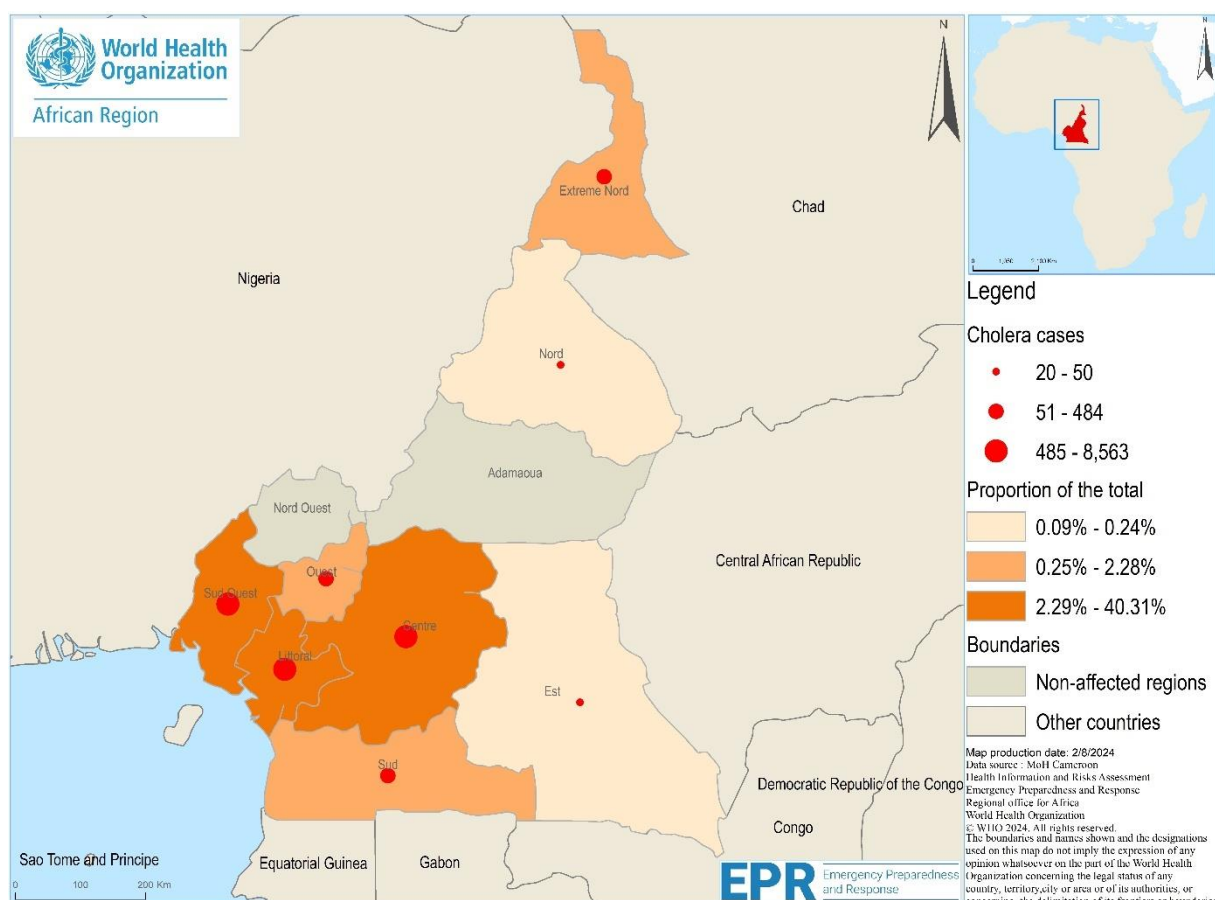 World Health
Organization
African Region
N
N
Extreme Nord
Chad
Nigeria
Nord
Adamaoua
Nord Ouest
Ouest
Sud Ouest
Centre
Littoral
Est
Sud
Central African Republic
Democratic Republic of the Congo
Congo
Sao Tome and Principe
Equatorial Guinea
Gabon
0 100 200 Km
EPR
Emergency Preparedness
and Response
Legend
Cholera cases
20 - 50
51 - 484
485 - 8,563
Proportion of the total
0.09% - 0.24%
0.25% - 2.28%
2.29% - 40.31%
Boundaries
Non-affected regions
Other countries
Map production date: 2/8/2024
Data source : MoH Cameroon
Health Information and Risks Assessment
Emergency Preparedness and Response
Regional office for Africa
World Health Organization
© WHO 2024. All rights reserved.
The boundaries and names shown and the designations
used on this map do not imply the expression of any
opinion whatsoever on the part of the World Health
Organization concerning the legal status of any
country, territory,city or area or of its authorities, or